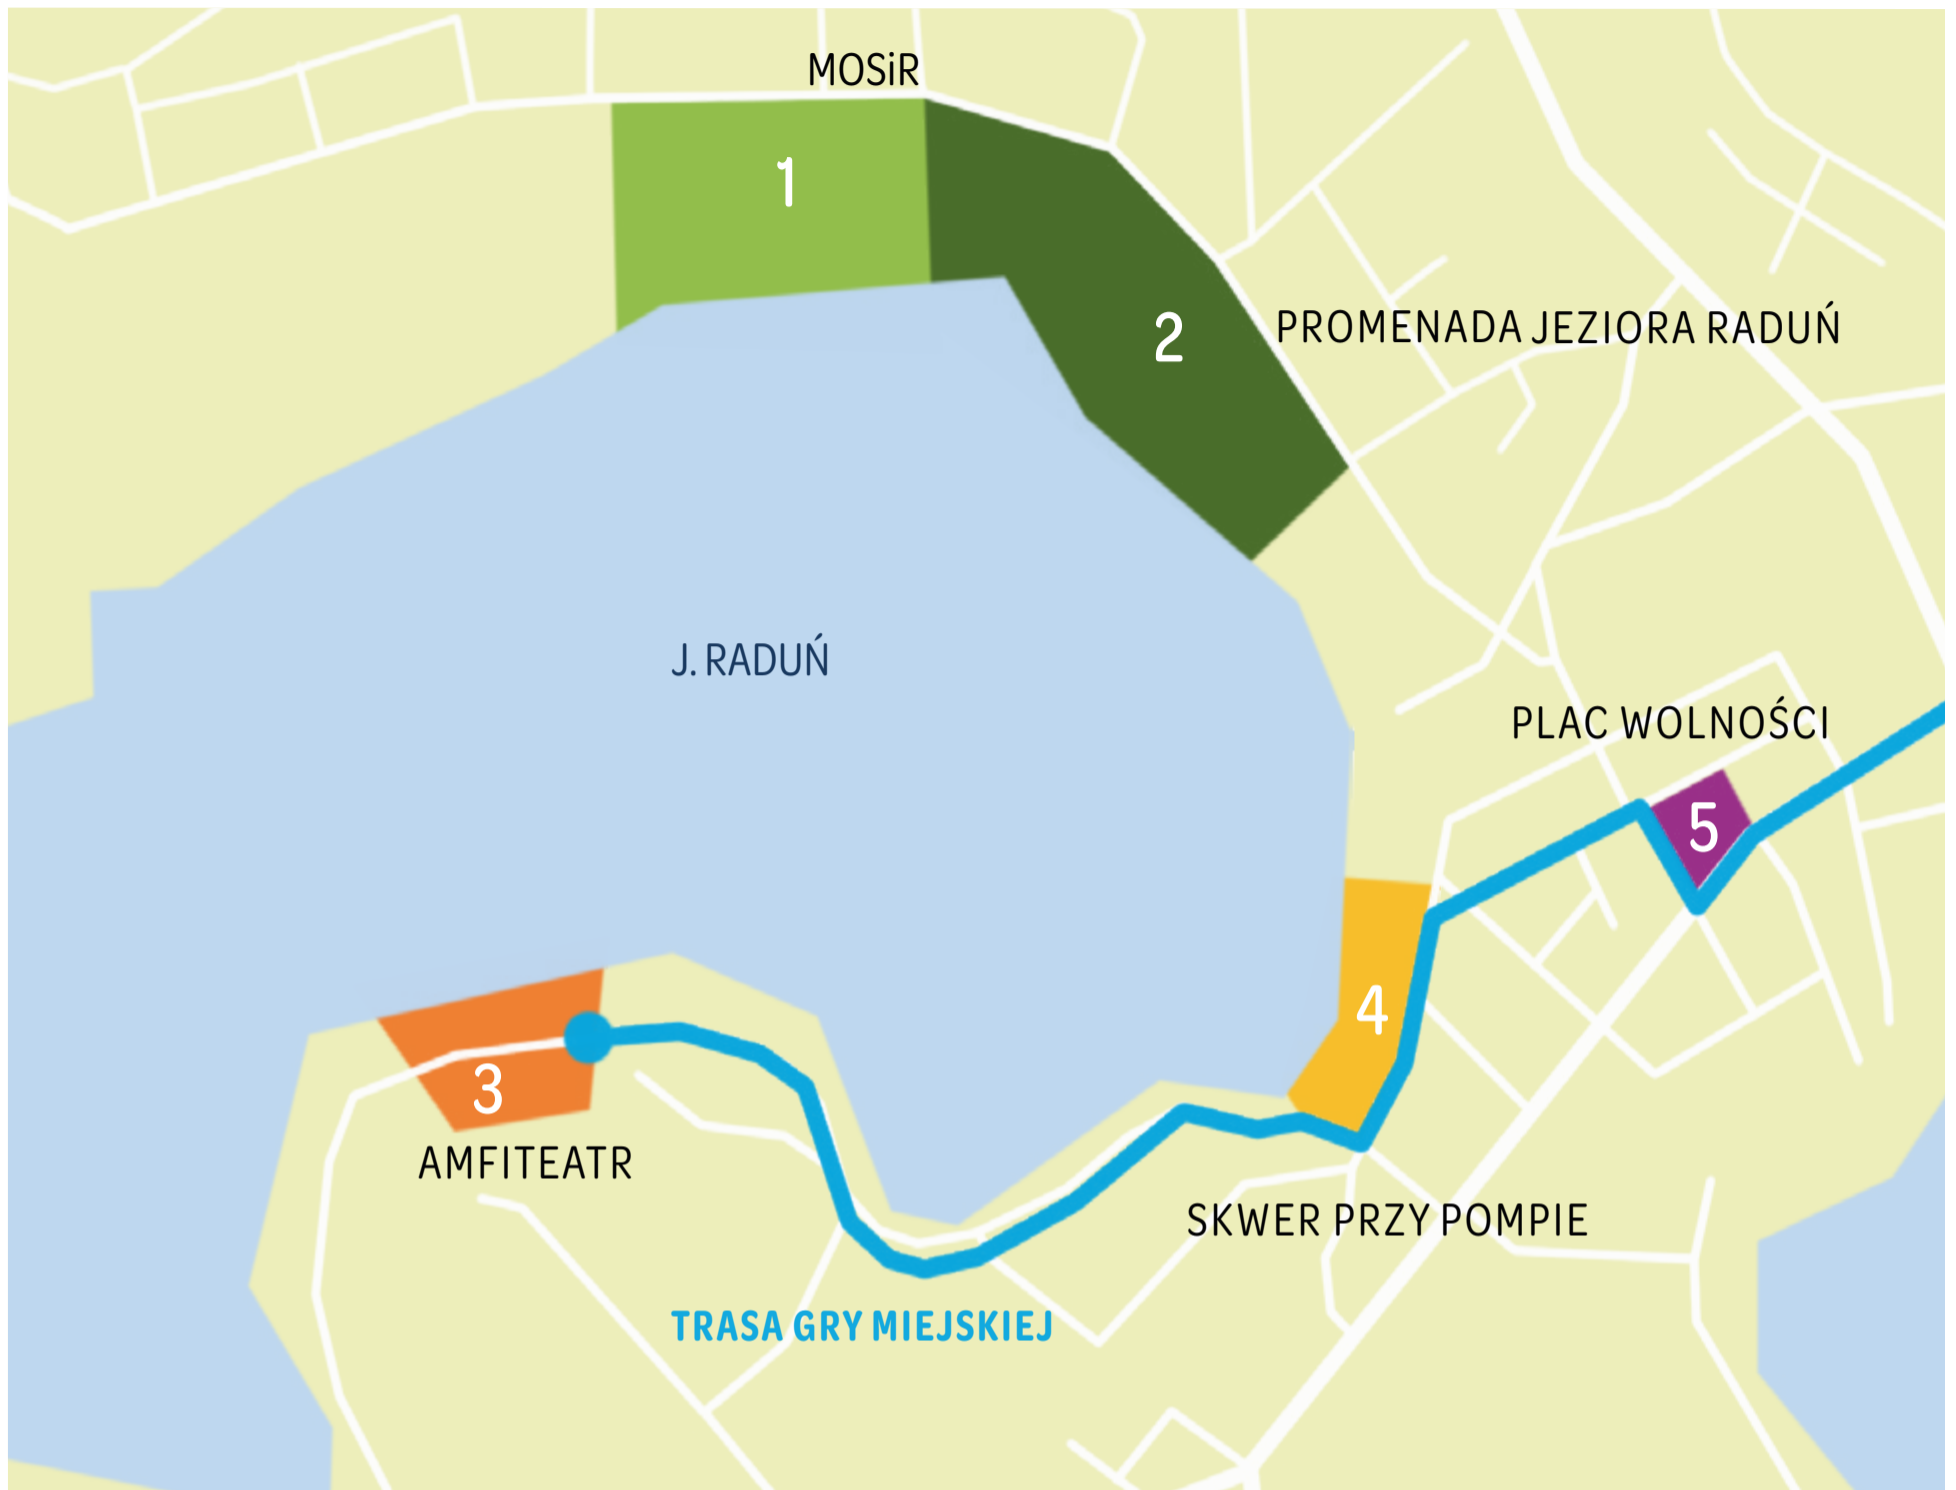 MOSiR
1
2
PROMENADA JEZIORA RADUŃ
J. RADUŃ
PLAC WOLNOŚCI
5
4
3
AMFITEATR
SKWER PRZY POMPIE
TRASA GRY MIEJSKIEJ